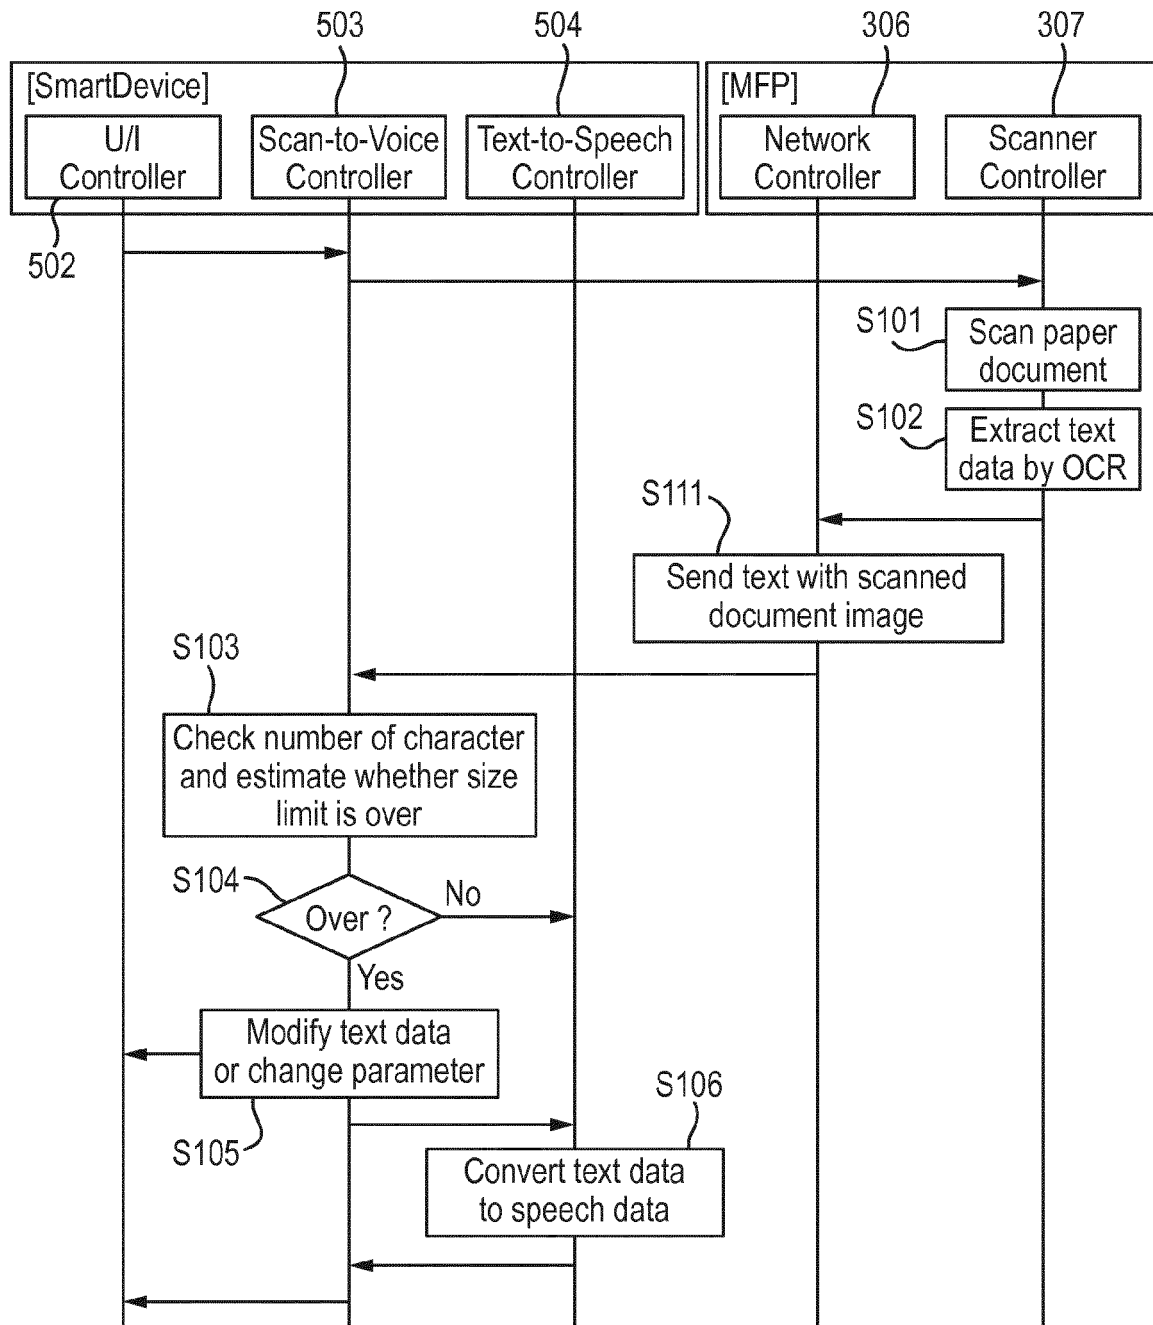 503
504
306
307
[SmartDevice]
[MFP]
U/I
Controller
Scan-to-Voice
Controller
Text-to-Speech
Controller
Network
Controller
Scanner
Controller
502
S101
Scan paper
document
S102
Extract text
data by OCR
S111
Send text with scanned
document image
S103
Check number of character
and estimate whether size
limit is over
S104
Over ?
No
Yes
Modify text data
or change parameter
S105
S106
Convert text data
to speech data